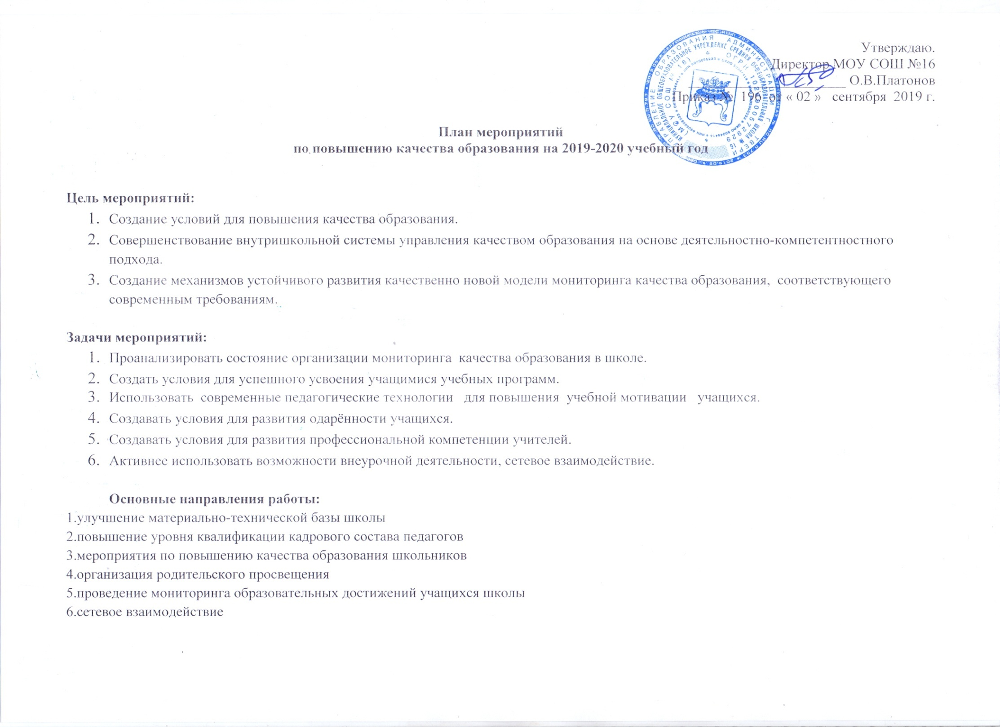 Утверждаю.
Директор МОУ СОШ №16
О.В.Платонов
Приказ № 196 от « 02 » сентября 2019 г.
УПРАВЛЕНИЕ ОБРАЗОВАНИЯ АДМИНИСТРАЦИИ Г. ТВЕРИ
МУНИЦИПАЛЬНОЕ ОБЩЕОБРАЗОВАТЕЛЬНОЕ УЧРЕЖДЕНИЕ СРЕДНЯЯ ОБЩЕОБРАЗОВАТЕЛЬНАЯ ШКОЛА № 16
(МОУ СОШ № 16) * ОГРН 1026900572929 *
План мероприятий
по повышению качества образования на 2019-2020 учебный год
Цель мероприятий:
1. Создание условий для повышения качества образования.
2. Совершенствование внутришкольной системы управления качеством образования на основе деятельностно-компетентностного
подхода.
3. Создание механизмов устойчивого развития качественно новой модели мониторинга качества образования, соответствующего
современным требованиям.
Задачи мероприятий:
1. Проанализировать состояние организации мониторинга качества образования в школе.
2. Создать условия для успешного усвоения учащимися учебных программ.
3. Использовать современные педагогические технологии для повышения учебной мотивации учащихся.
4. Создавать условия для развития одарённости учащихся.
5. Создавать условия для развития профессиональной компетенции учителей.
6. Активнее использовать возможности внеурочной деятельности, сетевое взаимодействие.
Основные направления работы:
1.улучшение материально-технической базы школы
2.повышение уровня квалификации кадрового состава педагогов
3.мероприятия по повышению качества образования школьников
4.организация родительского просвещения
5.проведение мониторинга образовательных достижений учащихся школы
6.сетевое взаимодействие